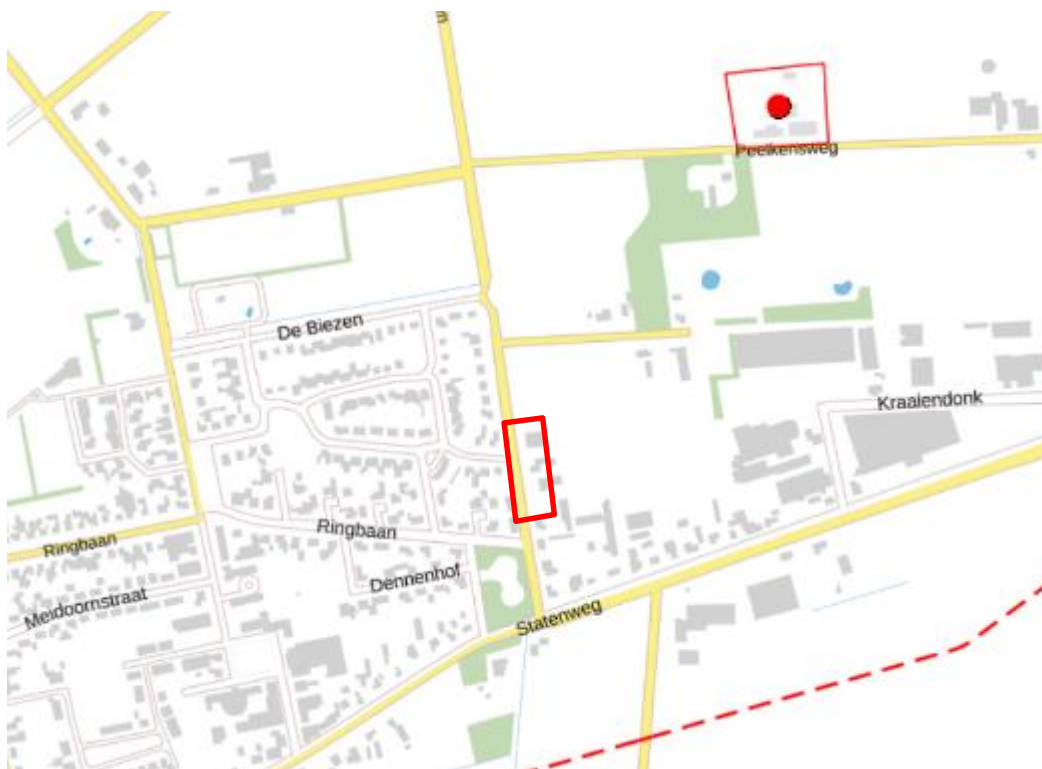 Peelkensweg
De Biezen
Kraaiendonk
Ringbaan
Ringbaan
Dennenhof
Meidoornstraat
Statenweg